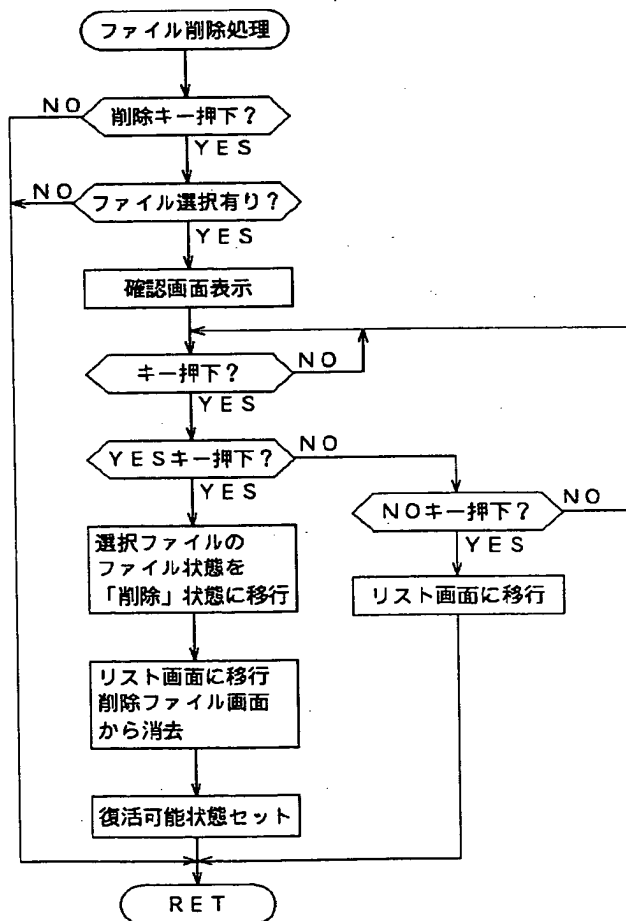 ファイル削除処理
NO
削除キー押下？
YES
NO
ファイル選択有り？
YES
確認画面表示
キー押下？
NO
YES
YESキー押下？
NO
YES
NOキー押下？
NO
YES
選択ファイルの
ファイル状態を
「削除」状態に移行
リスト画面に移行
リスト画面に移行
削除ファイル画面
から消去
復活可能状態セット
RET